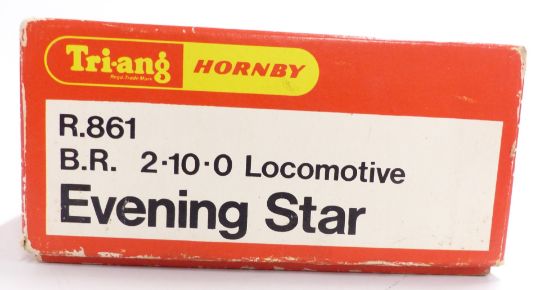 Tri-ang HORNBY
Regd. Trade Mark
R.861
B.R. 2-10-0 Locomotive
Evening Star